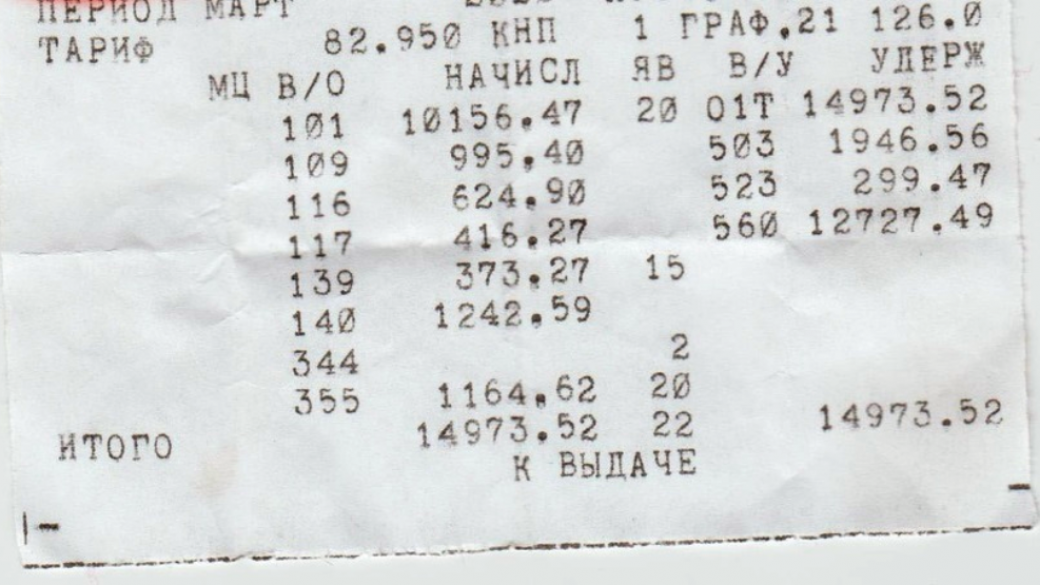 ПЕРИОД МАРТ
ТАРИФ 82.950 КНП 1 ГРАФ.21 126.0
МЦ В/О НАЧИСЛ ЯВ В/У УДЕРЖ
101 10156.47 20 01Т 14973.52
109 995.40 503 1946.56
116 624.90 523 299.47
117 416.27 560 12727.49
139 373.27 15
140 1242.59
344 2
355 1164.62 20
ИТОГО 14973.52 22 14973.52
К ВЫДАЧЕ